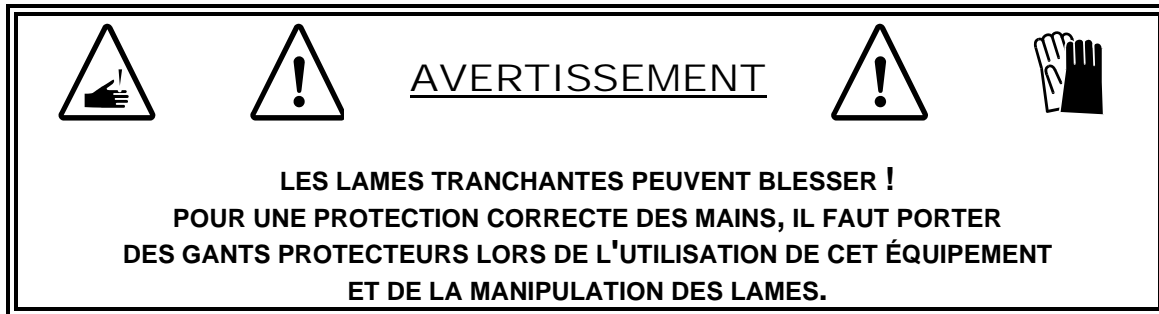 AVERTISSEMENT
LES LAMES TRANCHANTES PEUVENT BLESSER !
POUR UNE PROTECTION CORRECTE DES MAINS, IL FAUT PORTER
DES GANTS PROTECTEURS LORS DE L'UTILISATION DE CET ÉQUIPEMENT
ET DE LA MANIPULATION DES LAMES.